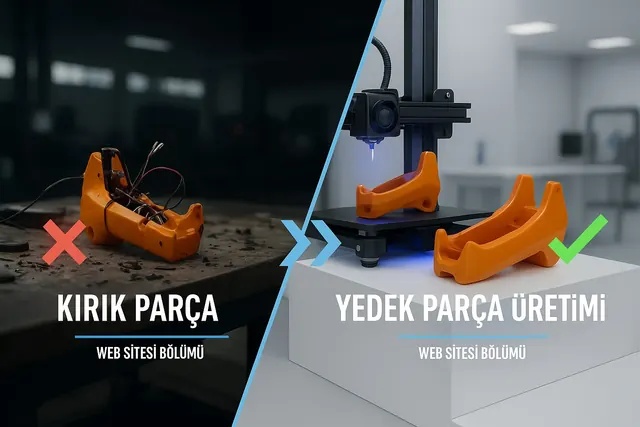 KIRIK PARÇA
WEB SİTESİ BÖLÜMÜ
YEDEK PARÇA ÜRETİMİ
WEB SİTESİ BÖLÜMÜ